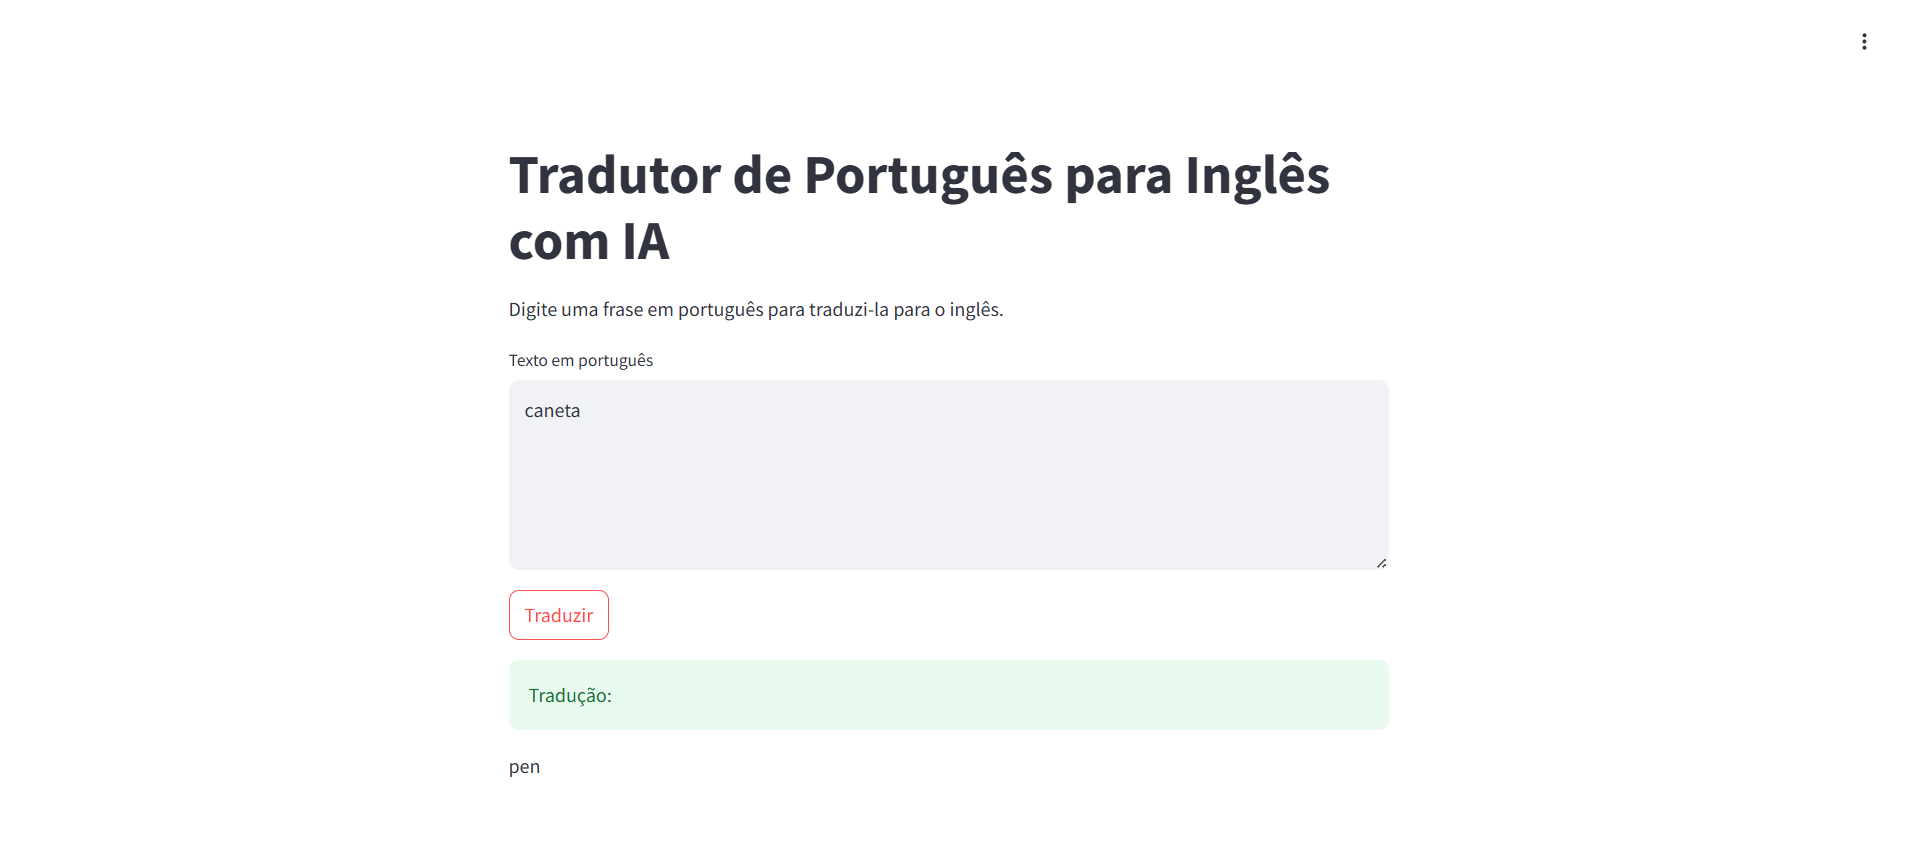 Tradutor de Português para Inglês
com IA
Digite uma frase em português para traduzi-la para o inglês.
Texto em português
caneta
Traduzir
Tradução:
pen